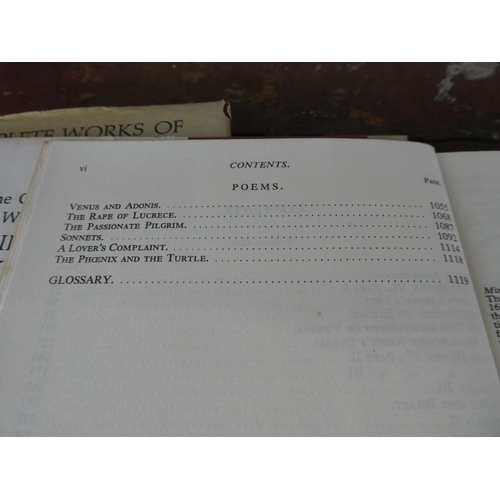 PLETE WORKS OF
vi
CONTENTS.
POEMS.
PAGE
VENUS AND ADONIS. 1055
THE RAPE OF LUCRECE. 1068
THE PASSIONATE PILGRIM. 1087
SONNETS. 1092
A LOVER'S COMPLAINT. 1114
THE PHŒNIX AND THE TURTLE. 1118
GLOSSARY. 1119